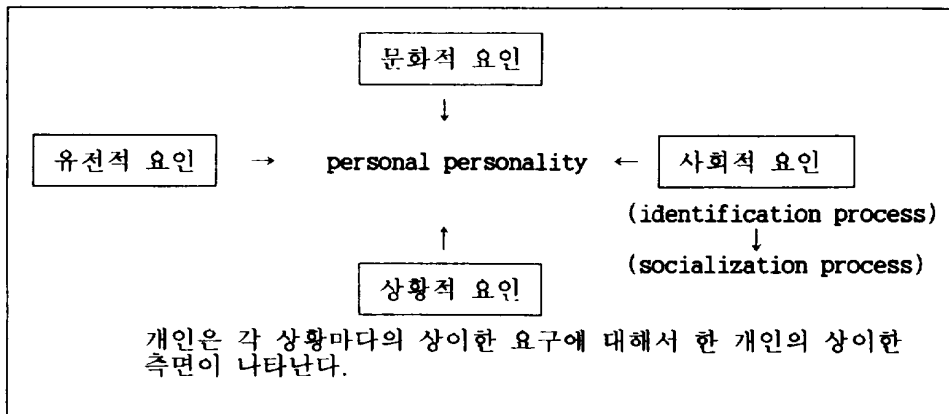 문화적 요인
↓
유전적 요인 → personal personality ← 사회적 요인
(identification process)
↓
↑
(socialization process)
상황적 요인
개인은 각 상황마다의 상이한 요구에 대해서 한 개인의 상이한
측면이 나타난다.